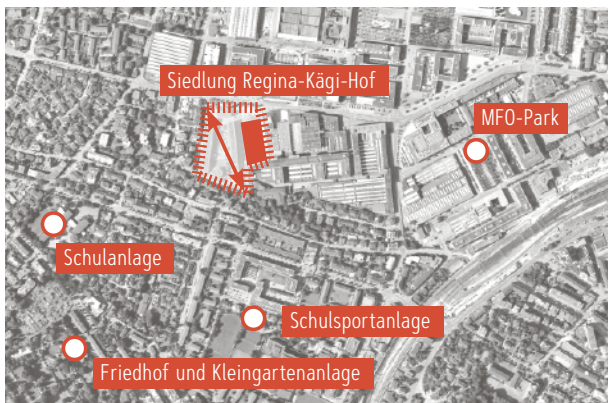 Siedlung Regina-Kägi-Hof
MFO-Park
Schulanlage
Schulsportanlage
Friedhof und Kleingartenanlage